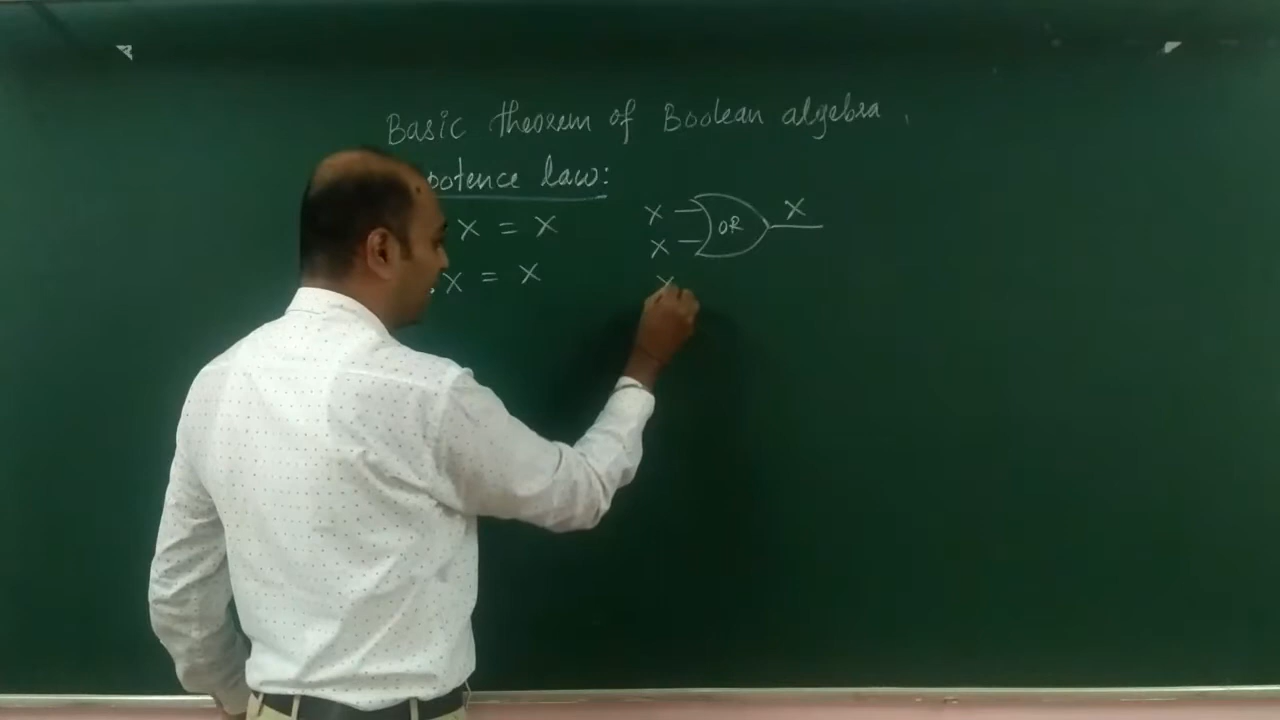 Basic theorem of Boolean algebra.
potence law:
X = X
X
OR
X
X
. X = X
X